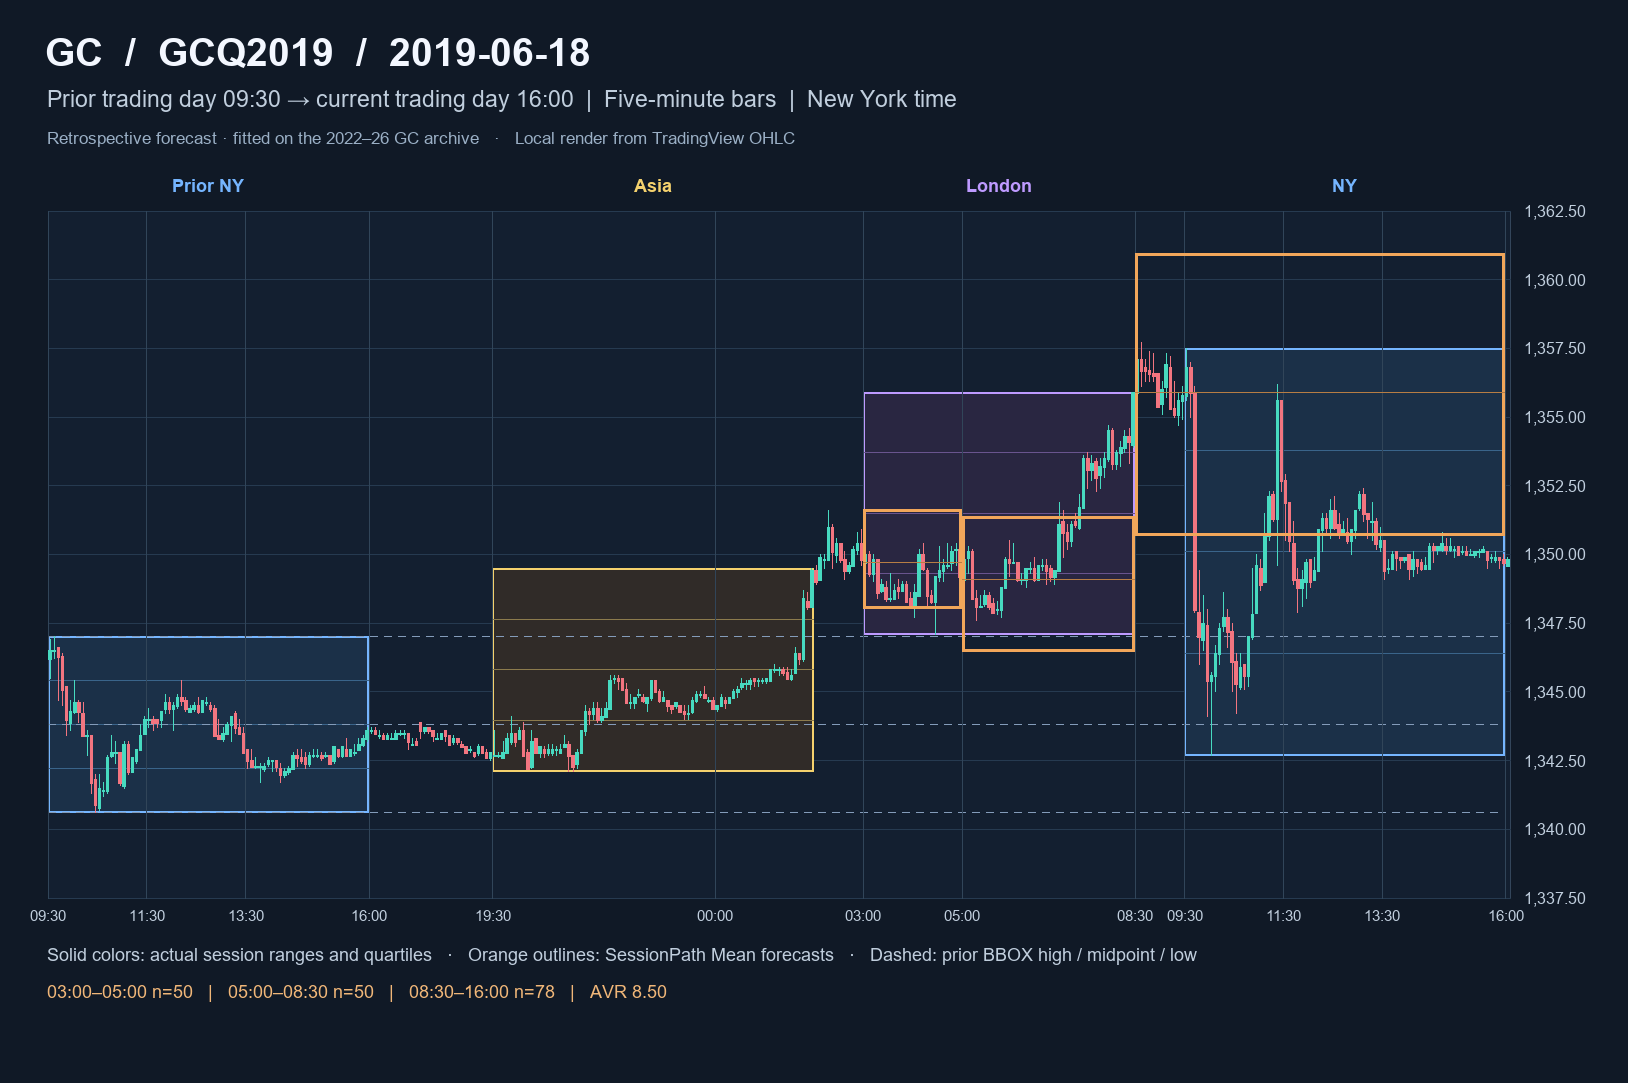 GC / GCQ2019 / 2019-06-18
Prior trading day 09:30 → current trading day 16:00 | Five-minute bars | New York time
Retrospective forecast · fitted on the 2022–26 GC archive · Local render from TradingView OHLC
Prior NY Asia London NY
1,362.50
1,360.00
1,357.50
1,355.00
1,352.50
1,350.00
1,347.50
1,345.00
1,342.50
1,340.00
1,337.50
09:30 11:30 13:30 16:00 19:30 00:00 03:00 05:00 08:30 09:30 11:30 13:30 16:00
Solid colors: actual session ranges and quartiles · Orange outlines: SessionPath Mean forecasts · Dashed: prior BBOX high / midpoint / low
03:00–05:00 n=50 | 05:00–08:30 n=50 | 08:30–16:00 n=78 | AVR 8.50